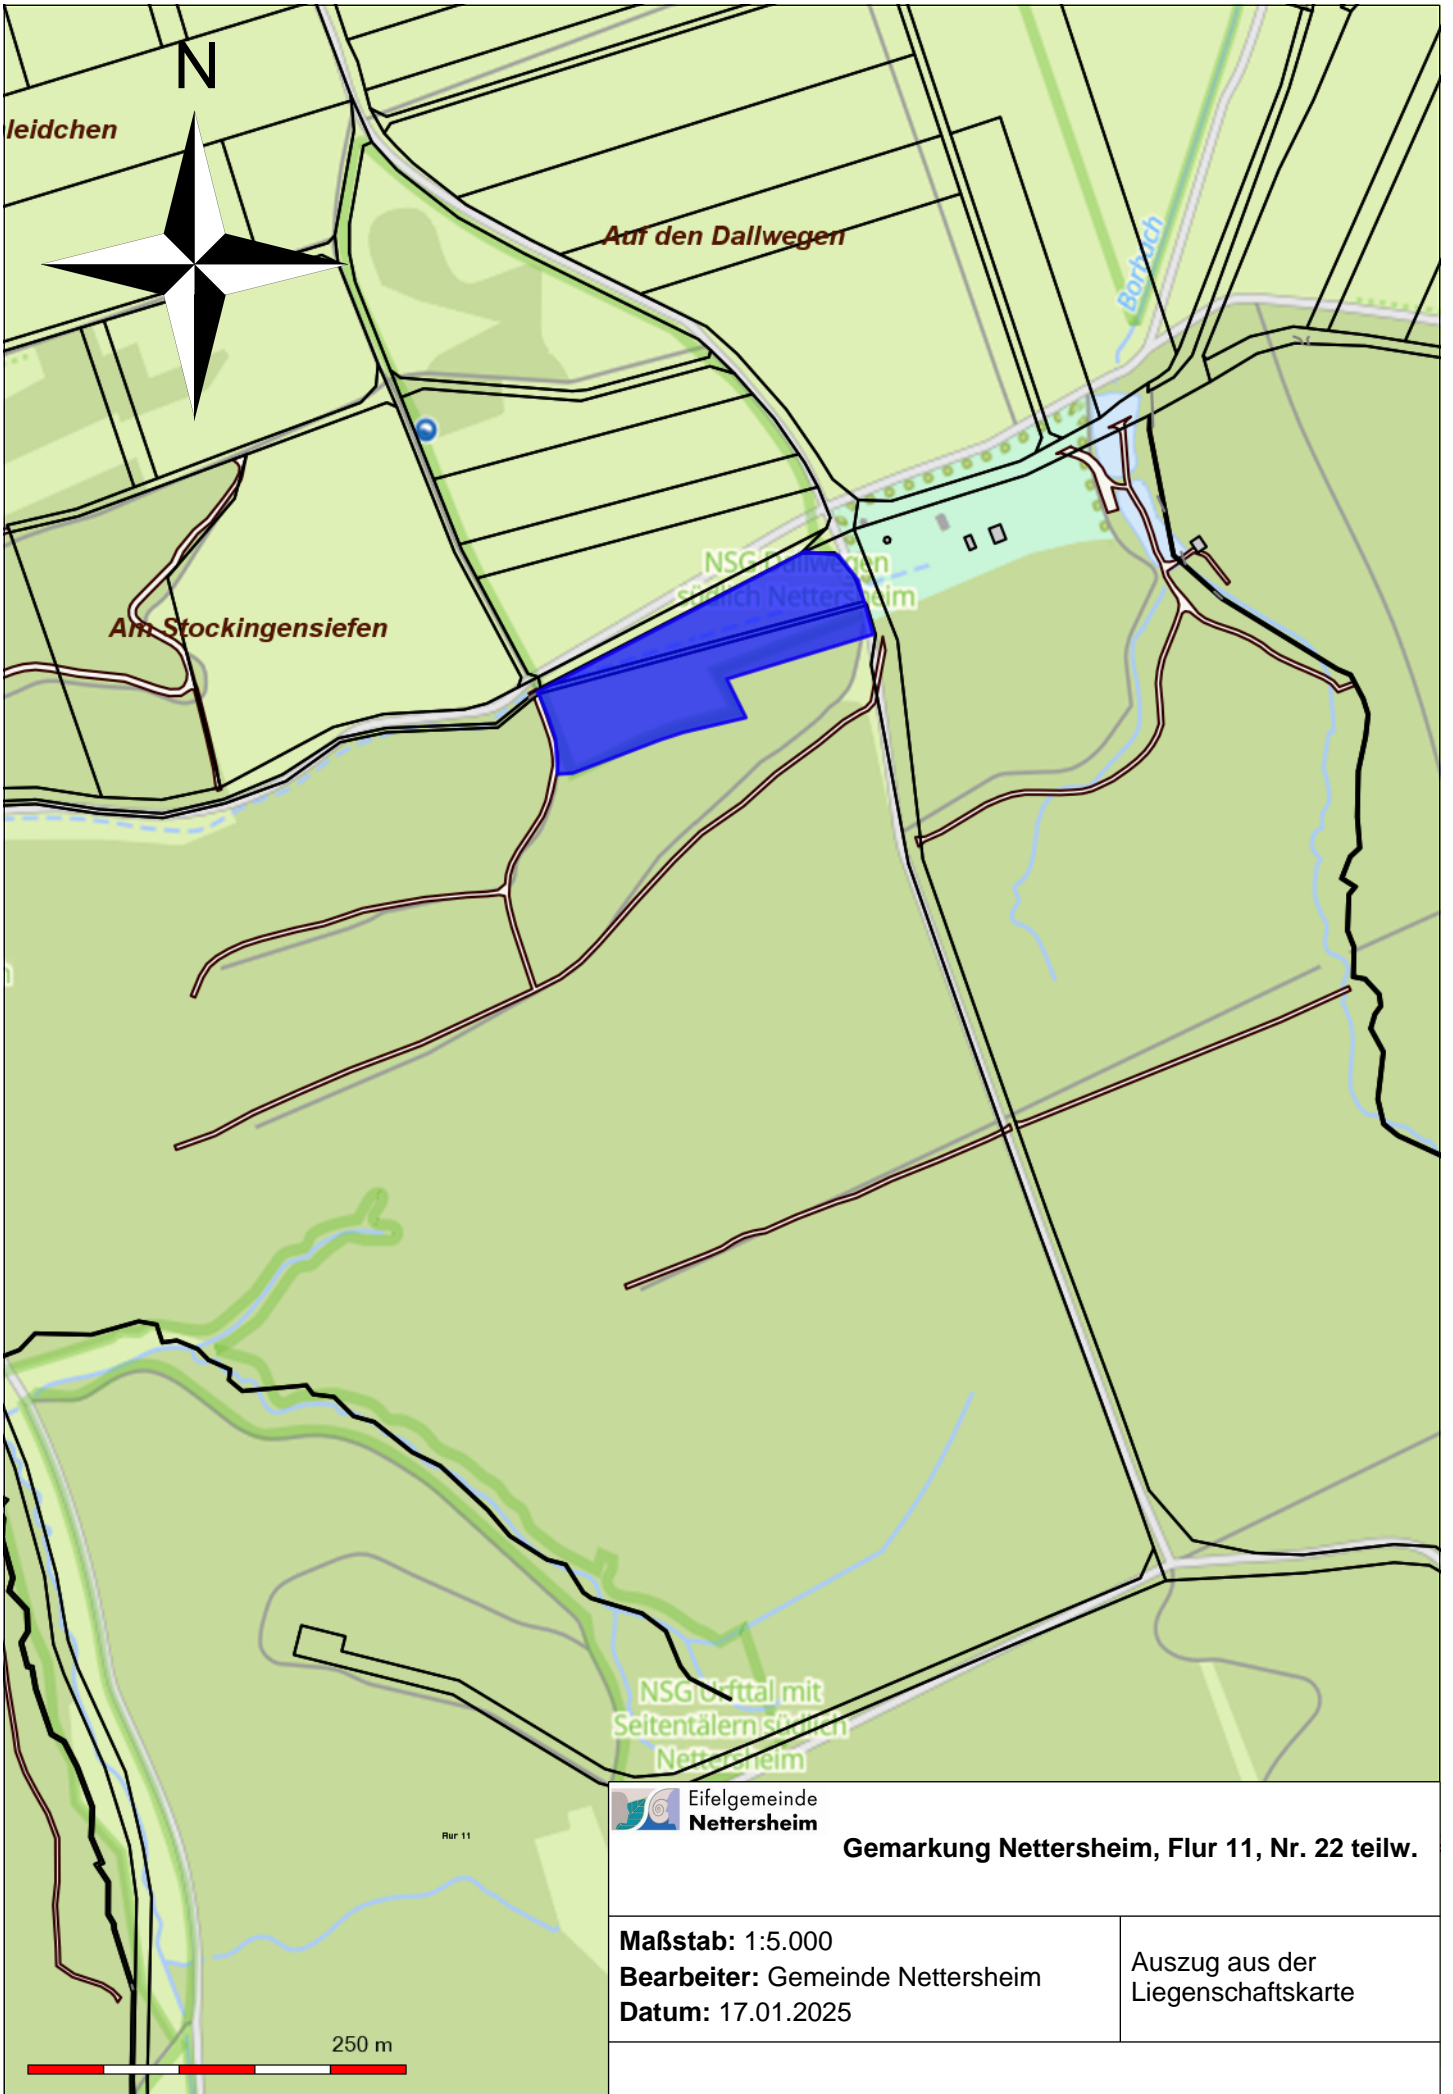 N
leidchen
Auf den Dallwegen
Borbach
NSG Dallwegen
südlich Nettersheim
Am Stockingensiefen
NSG Urfttal mit
Seitentälern südlich
Nettersheim
Flur 11
Eifelgemeinde
Nettersheim
Gemarkung Nettersheim, Flur 11, Nr. 22 teilw.
Maßstab: 1:5.000
Bearbeiter: Gemeinde Nettersheim
Datum: 17.01.2025
Auszug aus der
Liegenschaftskarte
250 m